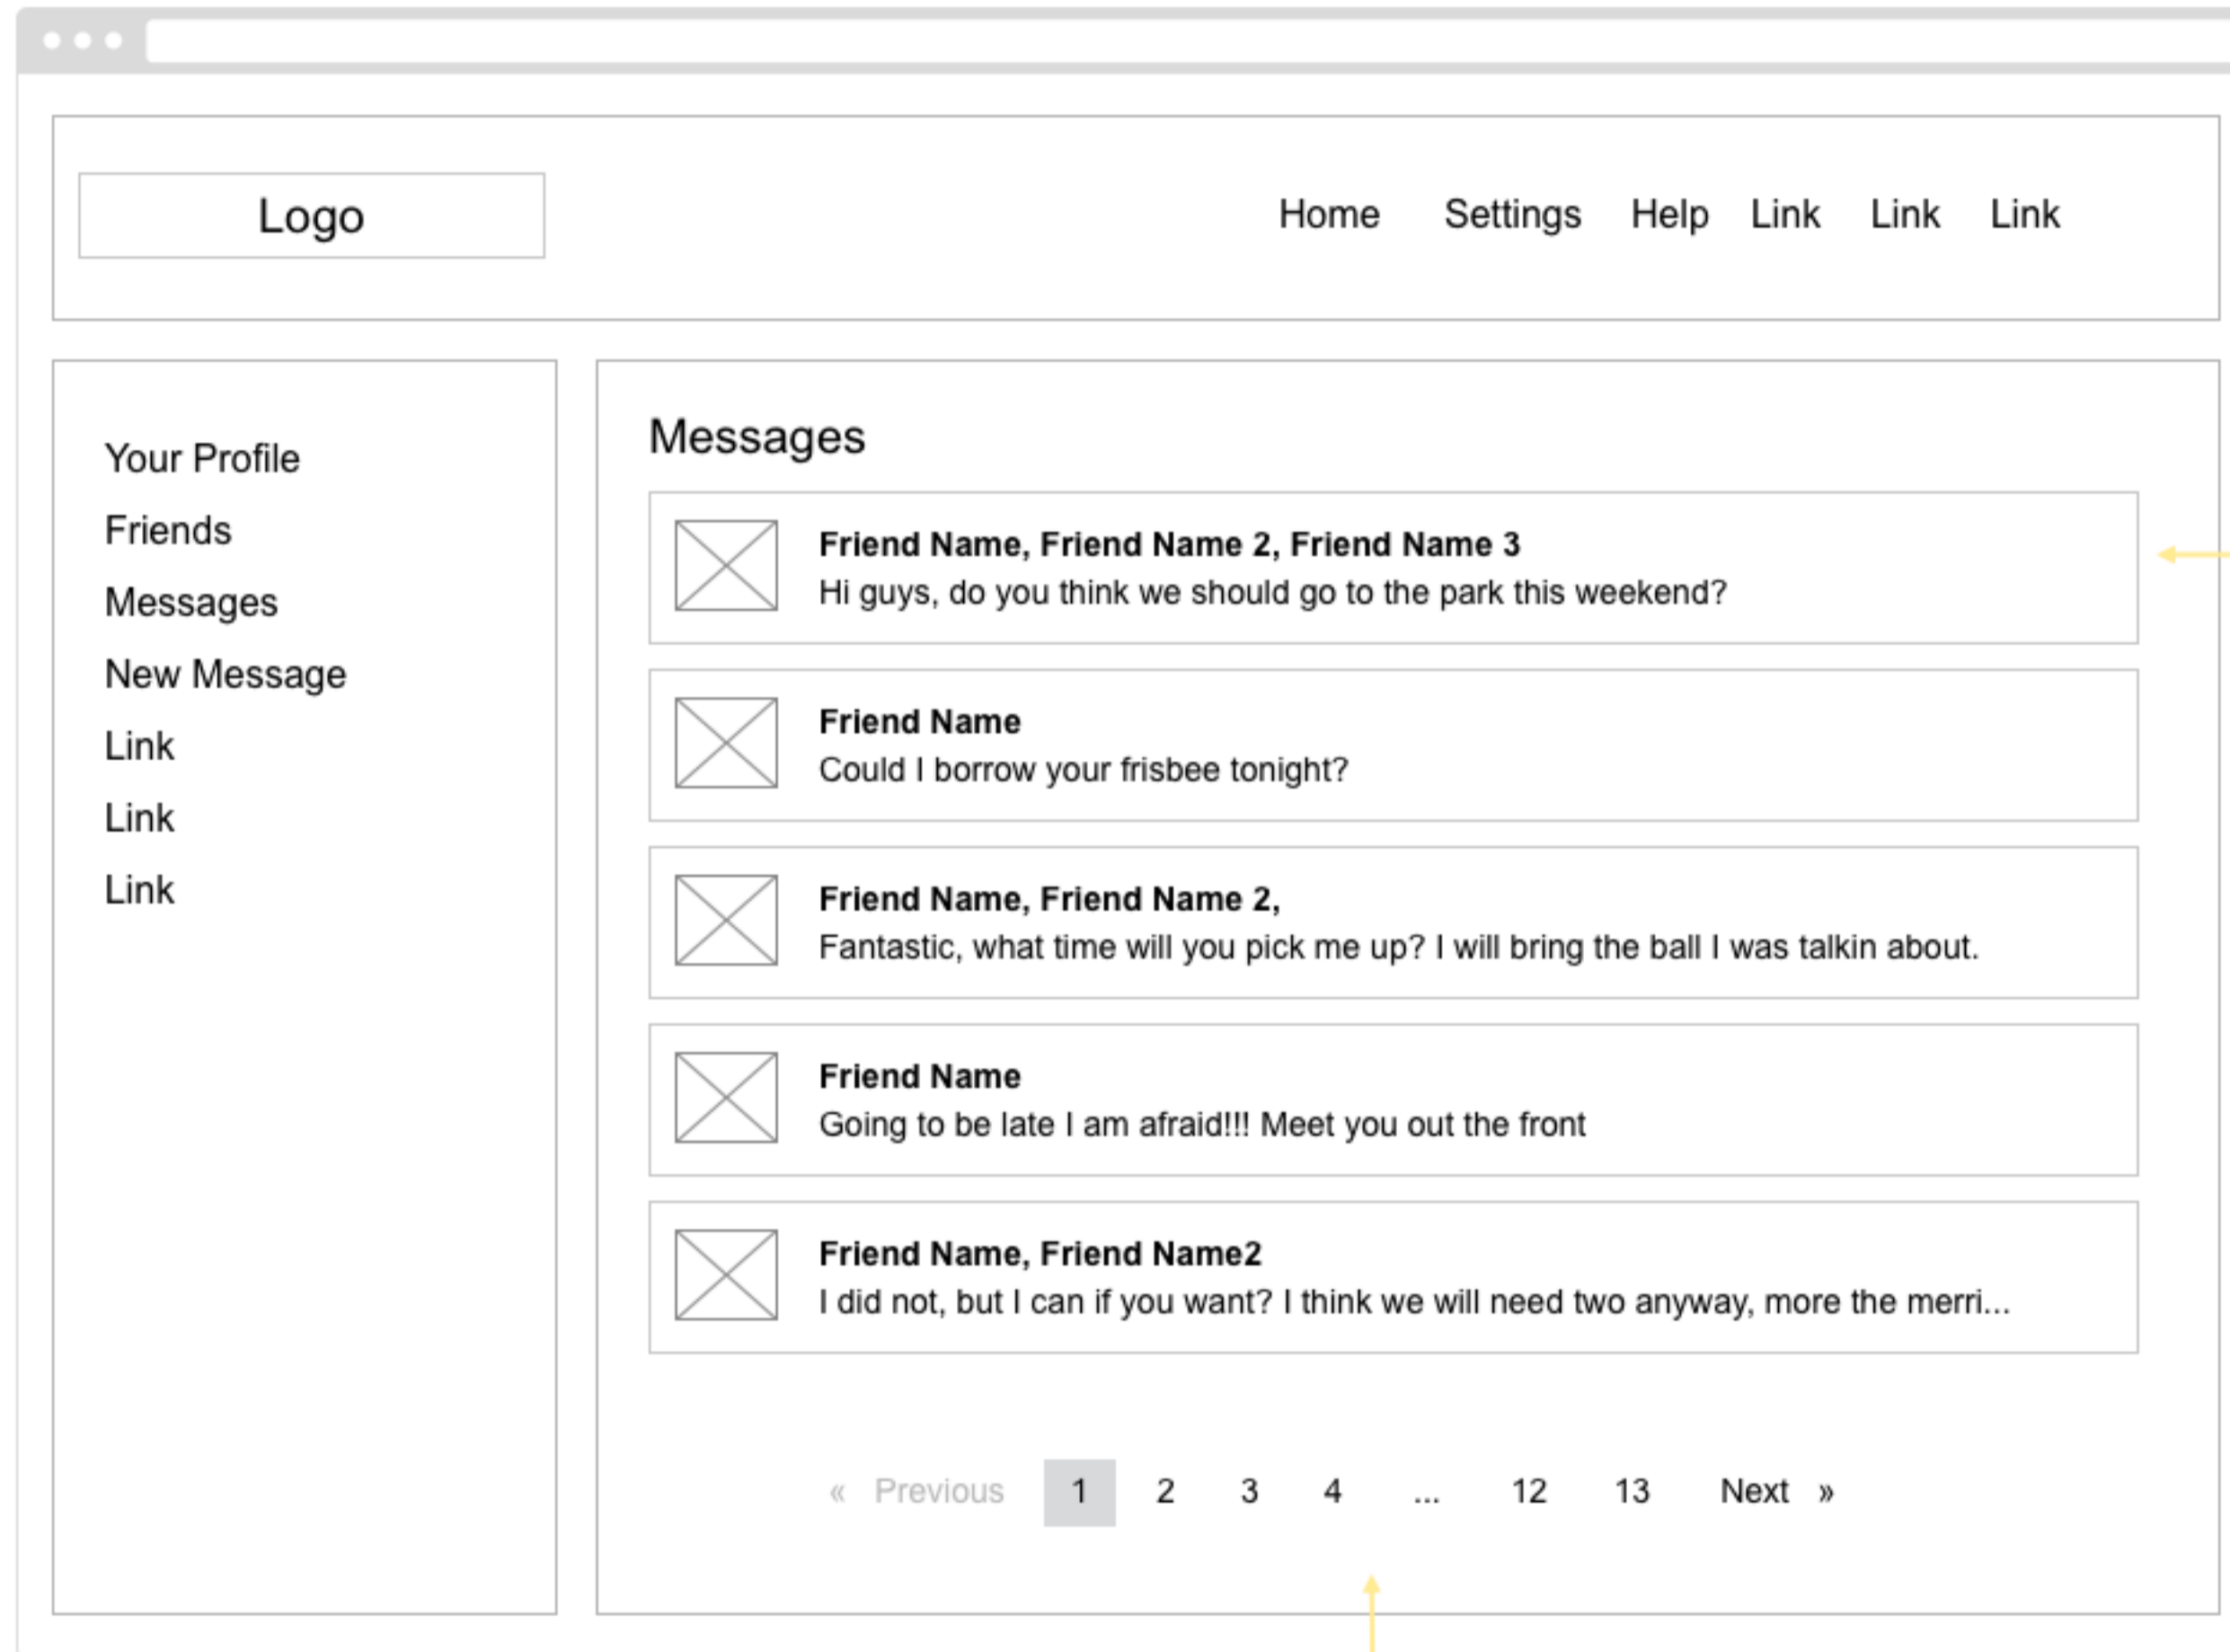 Logo
Home Settings Help Link Link Link
Your Profile
Friends
Messages
New Message
Link
Link
Link
Messages
Friend Name, Friend Name 2, Friend Name 3
Hi guys, do you think we should go to the park this weekend?
Friend Name
Could I borrow your frisbee tonight?
Friend Name, Friend Name 2,
Fantastic, what time will you pick me up? I will bring the ball I was talkin about.
Friend Name
Going to be late I am afraid!!! Meet you out the front
Friend Name, Friend Name2
I did not, but I can if you want? I think we will need two anyway, more the merri...
« Previous 1 2 3 4 ... 12 13 Next »